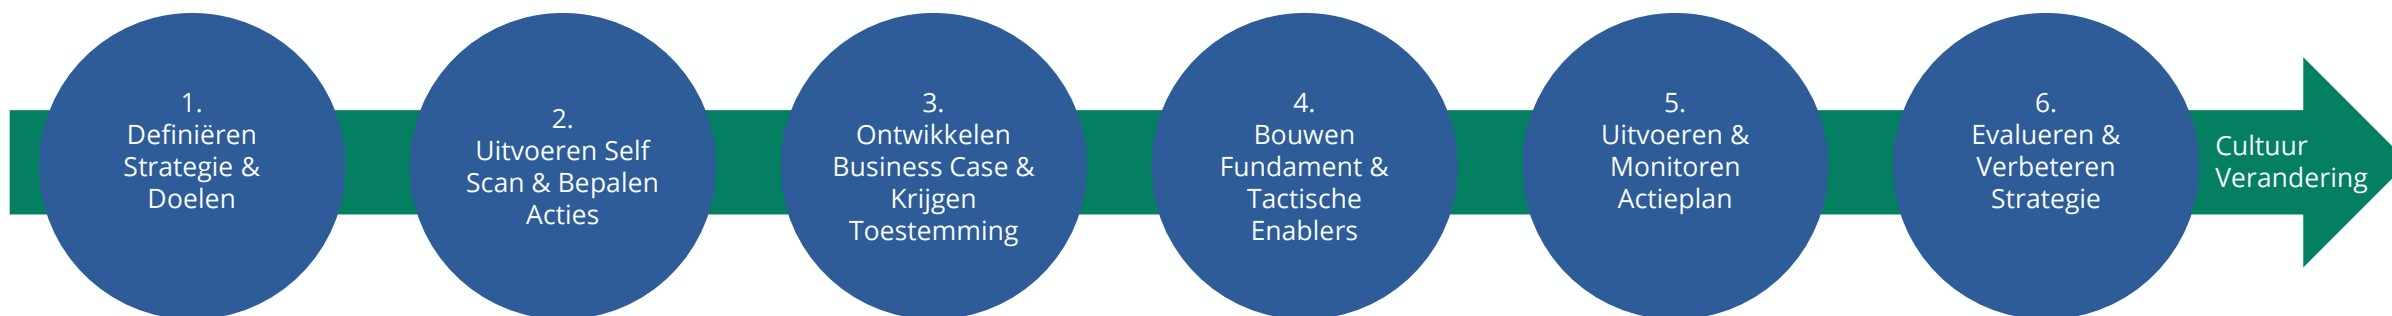 1.
Definiëren
Strategie &
Doelen
2.
Uitvoeren Self
Scan & Bepalen
Acties
3.
Ontwikkelen
Business Case &
Krijgen
Toestemming
4.
Bouwen
Fundament &
Tactische
Enablers
5.
Uitvoeren &
Monitoren
Actieplan
6.
Evalueren &
Verbeteren
Strategie
Cultuur
Verandering